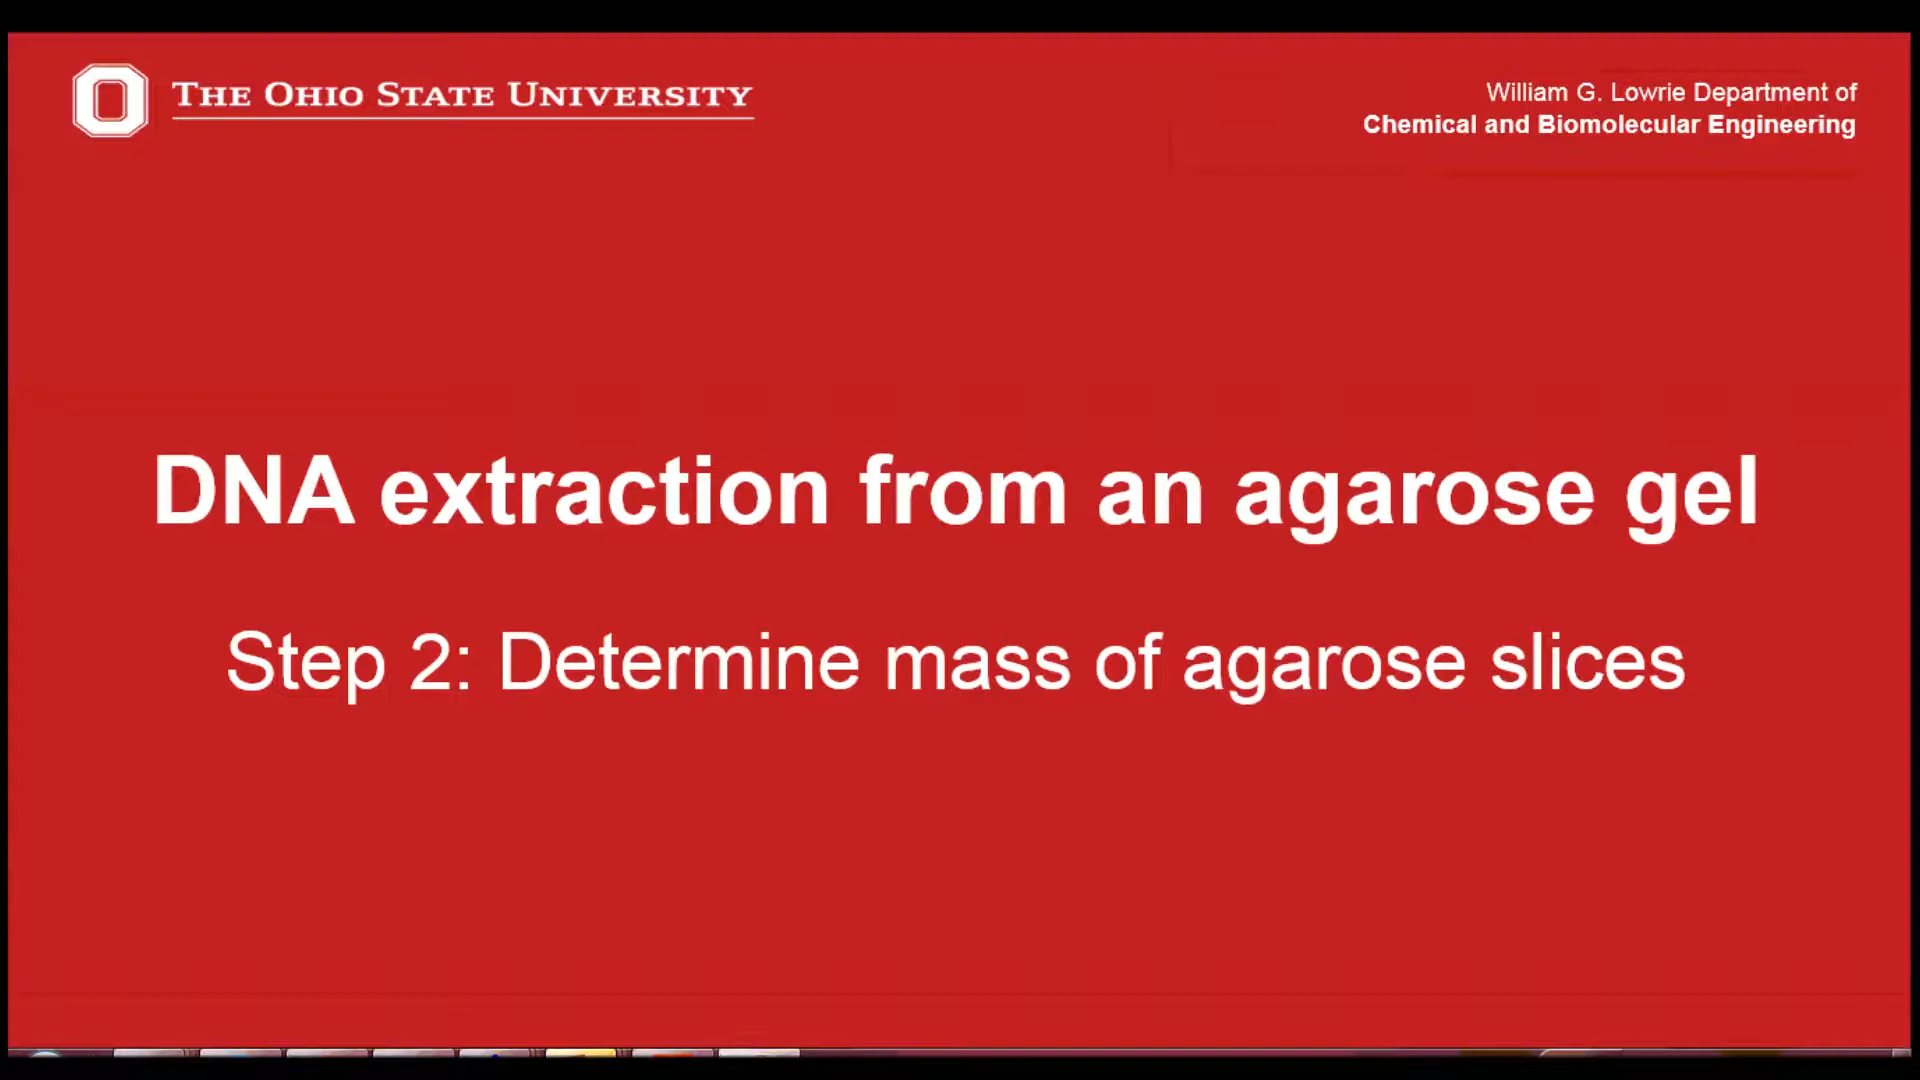 THE OHIO STATE UNIVERSITY
William G. Lowrie Department of
Chemical and Biomolecular Engineering
DNA extraction from an agarose gel
Step 2: Determine mass of agarose slices